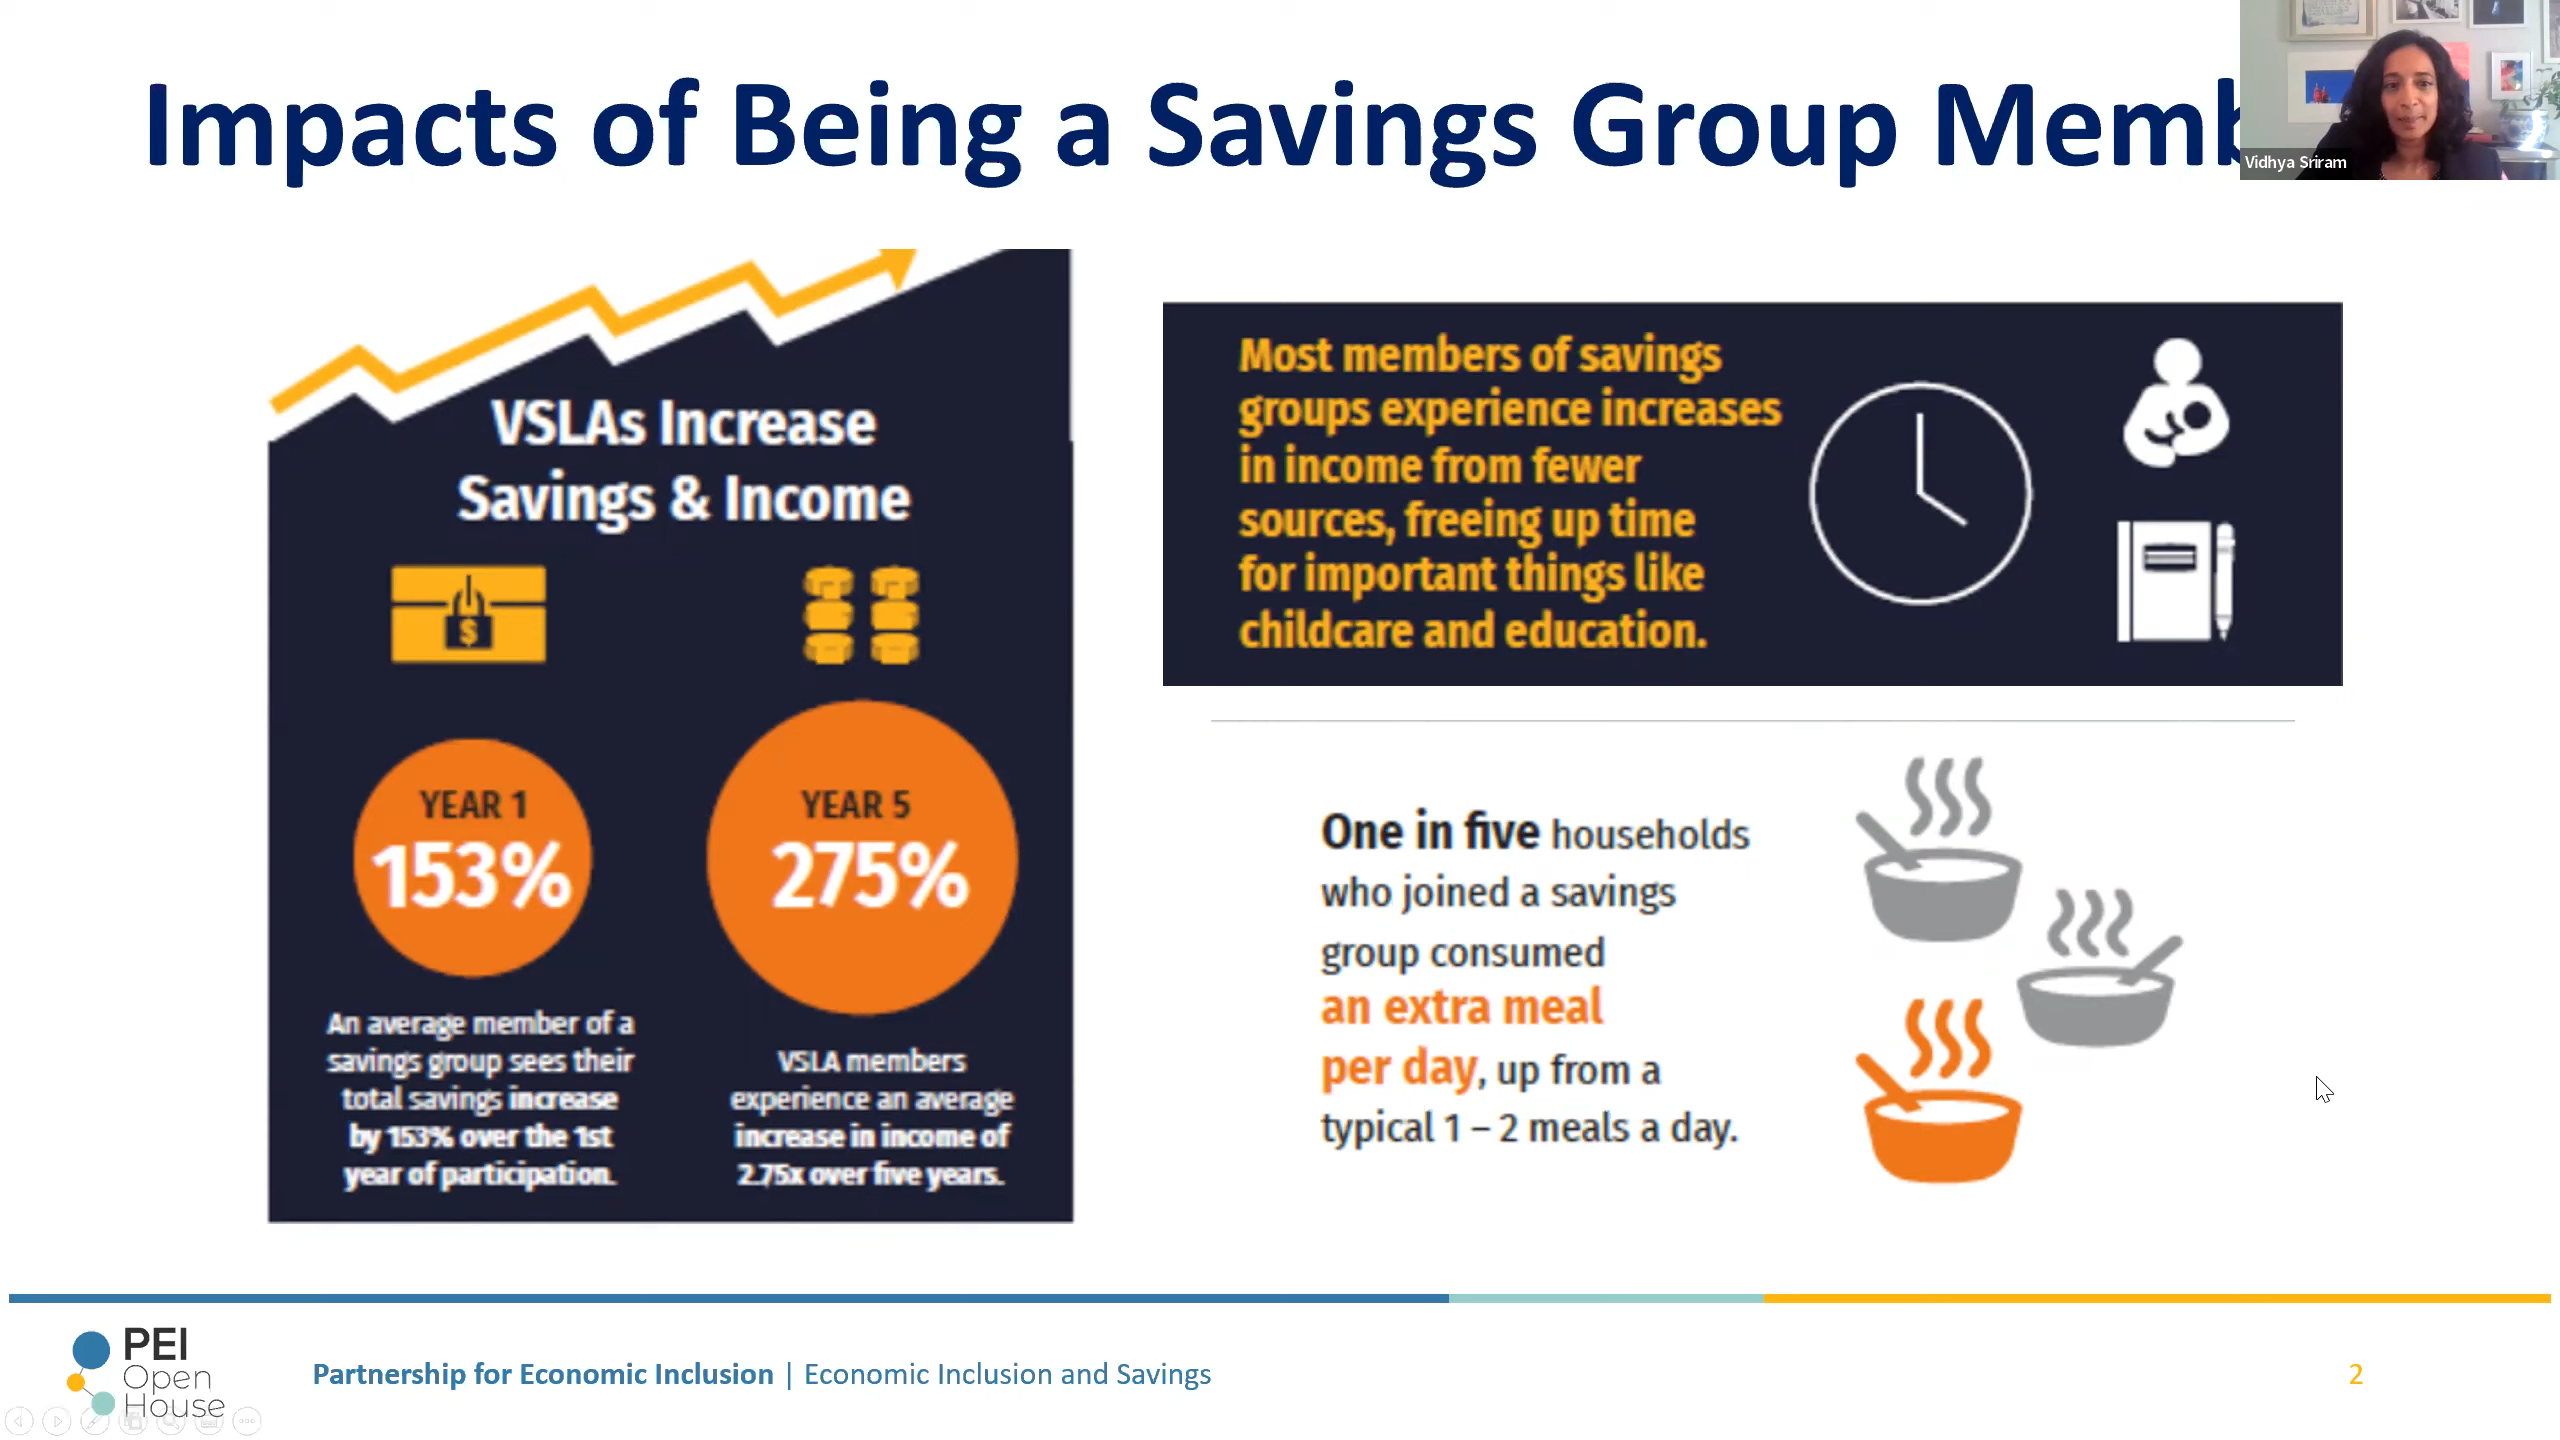 Impacts of Being a Savings Group Memb
Vidhya Sriram
VSLAs Increase
Savings & Income
$
YEAR 1
153%
An average member of a
savings group sees their
total savings increase
by 153% over the 1st
year of participation.
YEAR 5
275%
VSLA members
experience an average
increase in income of
2.75x over five years.
Most members of savings
groups experience increases
in income from fewer
sources, freeing up time
for important things like
childcare and education.
One in five households
who joined a savings
group consumed
an extra meal
per day, up from a
typical 1 – 2 meals a day.
PEI
Open
House
Partnership for Economic Inclusion | Economic Inclusion and Savings
2